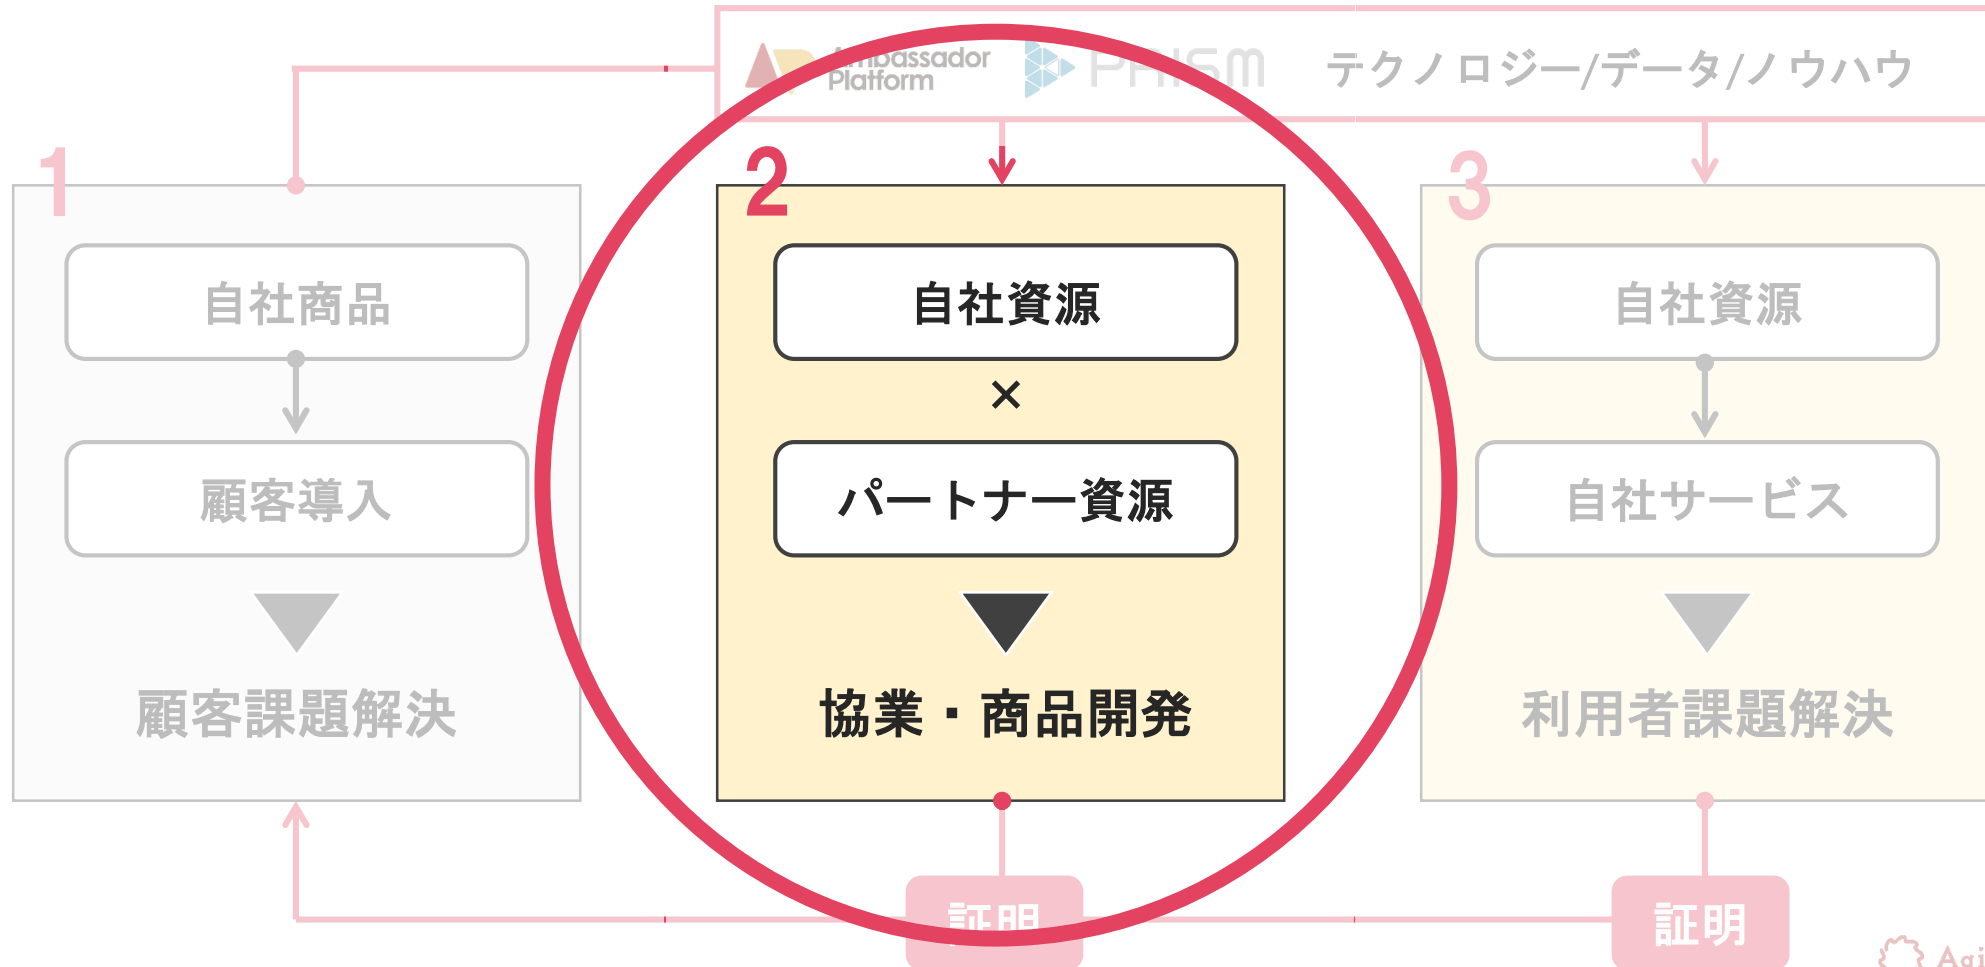 Ambassador
Platform
PRISM
テクノロジー/データ/ノウハウ
1
自社商品
顧客導入
顧客課題解決
2
自社資源
×
パートナー資源
協業・商品開発
3
自社資源
自社サービス
利用者課題解決
証明
証明